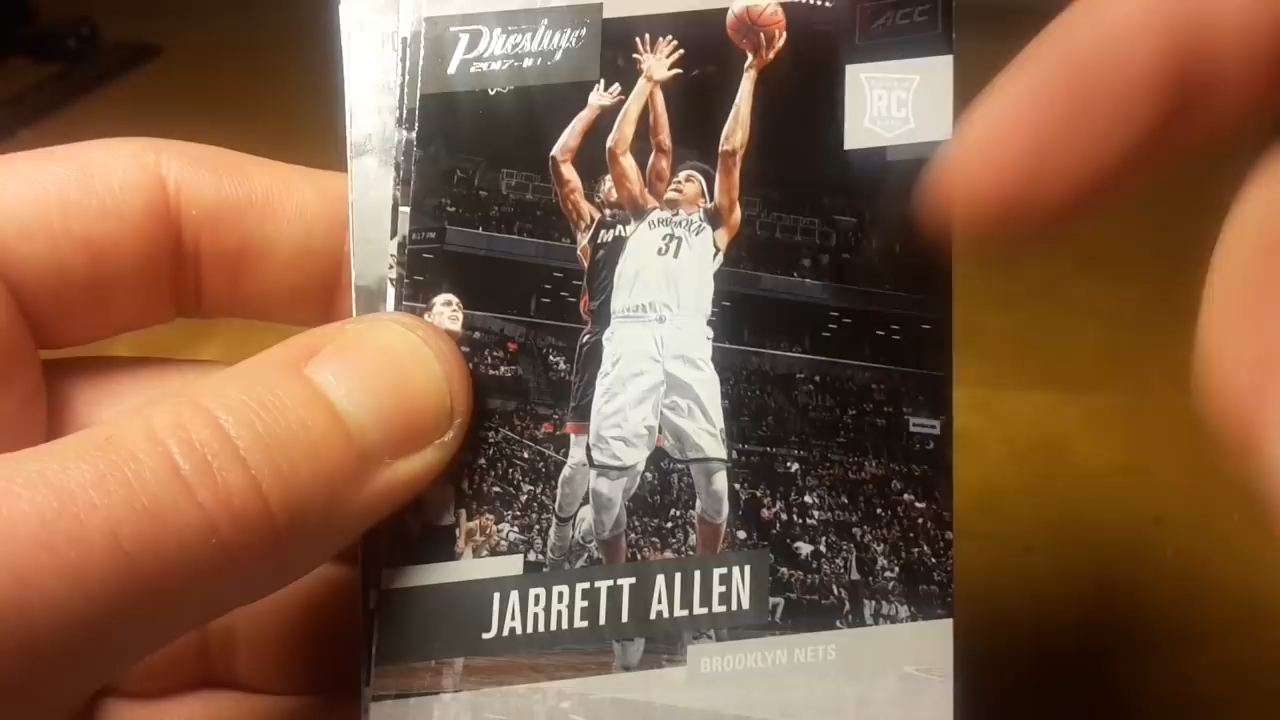 Prestige
2017-18
ACC
RC
BROOKLYN
31
JARRETT ALLEN
BROOKLYN NETS